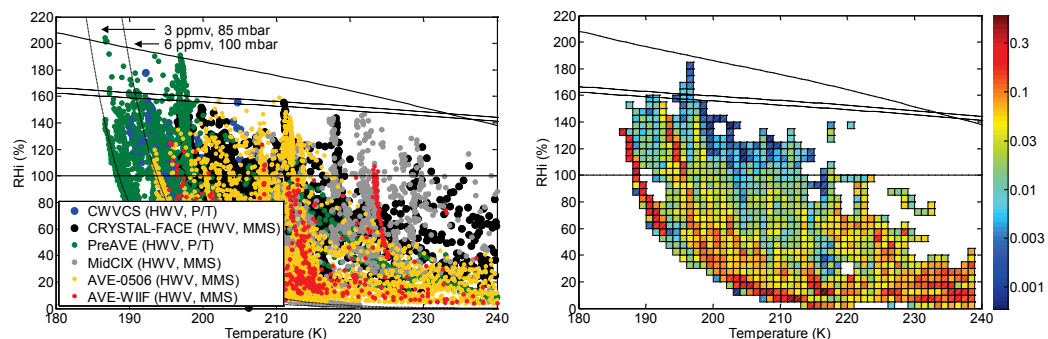 3 ppmv, 85 mbar
6 ppmv, 100 mbar
RHi (%)
220
200
180
160
140
120
100
80
60
40
20
0
CWVCS (HWV, P/T)
CRYSTAL-FACE (HWV, MMS)
PreAVE (HWV, P/T)
MidCIX (HWV, MMS)
AVE-0506 (HWV, MMS)
AVE-WIIF (HWV, MMS)
180 190 200 210 220 230 240
Temperature (K)
RHi (%)
220
200
180
160
140
120
100
80
60
40
20
0
180 190 200 210 220 230 240
Temperature (K)
0.3
0.1
0.03
0.01
0.003
0.001